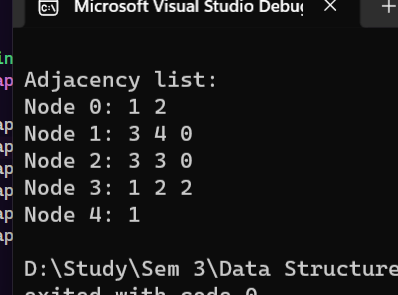 Microsoft Visual Studio Debu
Adjacency list:
Node 0: 1 2
Node 1: 3 4 0
Node 2: 3 3 0
Node 3: 1 2 2
Node 4: 1
D:\Study\Sem 3\Data Structure
exited with code 0